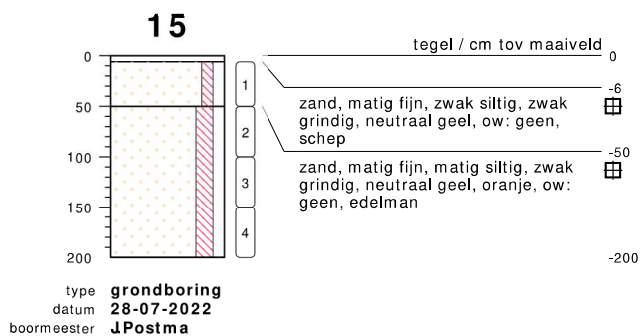 15
tegel / cm tov maaiveld
0
0
-6
1
zand, matig fijn, zwak siltig, zwak
grindig, neutraal geel, ow: geen,
schep
50
-50
2
zand, matig fijn, matig siltig, zwak
grindig, neutraal geel, oranje, ow:
geen, edelman
100
3
150
4
200
-200
type grondboring
datum 28-07-2022
boormeester J.Postma